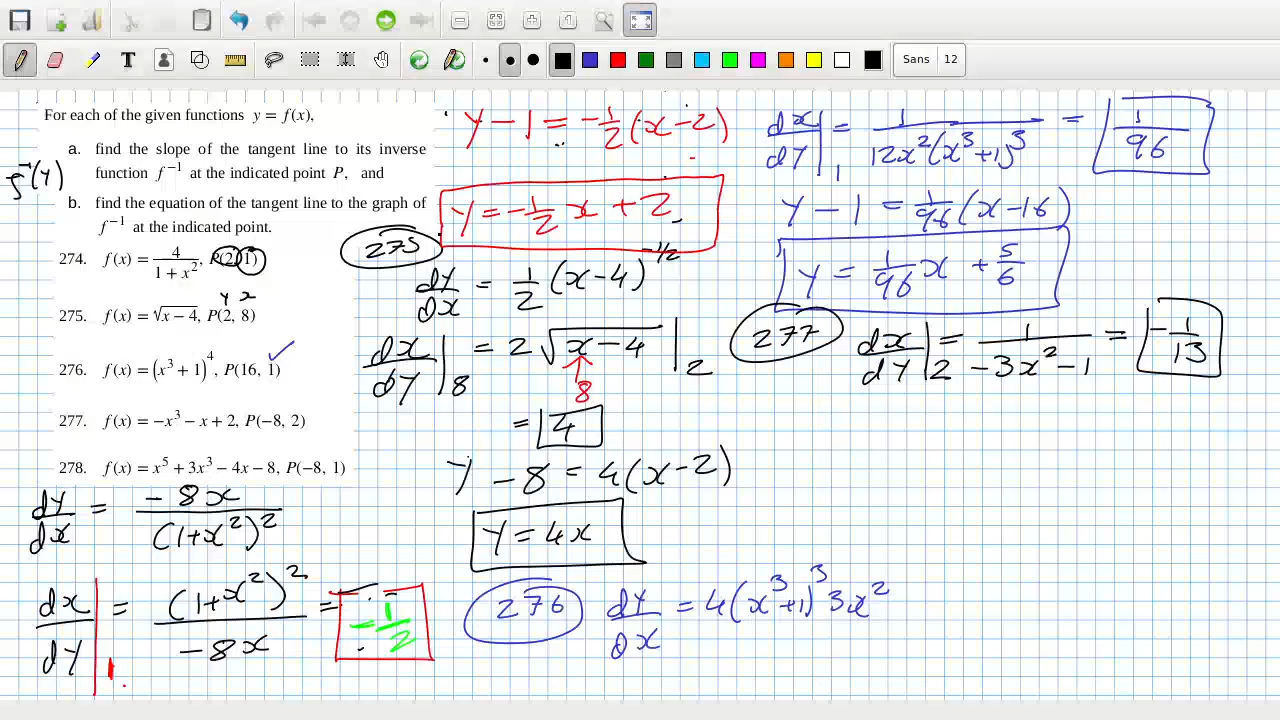 Sans 12
For each of the given functions y = f(x),
a. find the slope of the tangent line to its inverse
function f⁻¹ at the indicated point P, and
b. find the equation of the tangent line to the graph of
f⁻¹ at the indicated point.
f⁻¹(y)
274. f(x) = 4/(1 + x²), P(2, 1)
y x
275. f(x) = √x − 4, P(2, 8)
276. f(x) = (x³ + 1)⁴, P(16, 1)
277. f(x) = −x³ − x + 2, P(−8, 2)
278. f(x) = x⁵ + 3x³ − 4x − 8, P(−8, 1)
dy/dx = −8x/(1+x²)²
dx/dy|1 = (1+x²)²/−8x = −1/2
y − 1 = −1/2(x−2)
y = −1/2 x + 2
275
dy/dx = 1/2 (x−4)^−1/2
dx/dy|8 = 2√x−4 |2
8
= 4
y − 8 = 4(x−2)
y = 4x
276 dy/dx = 4(x³+1)³3x²
dx/dy|1 = 1/12x²(x³+1)³ = 1/96
y − 1 = 1/96(x−16)
y = 1/96 x + 5/6
277 dx/dy|2 = 1/−3x²−1 = −1/13